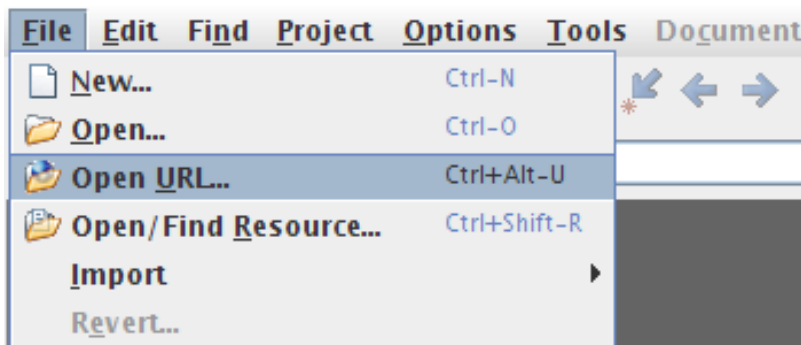 File Edit Find Project Options Tools Document
New... Ctrl-N
Open... Ctrl-O
Open URL... Ctrl+Alt-U
Open/Find Resource... Ctrl+Shift-R
Import
Revert...